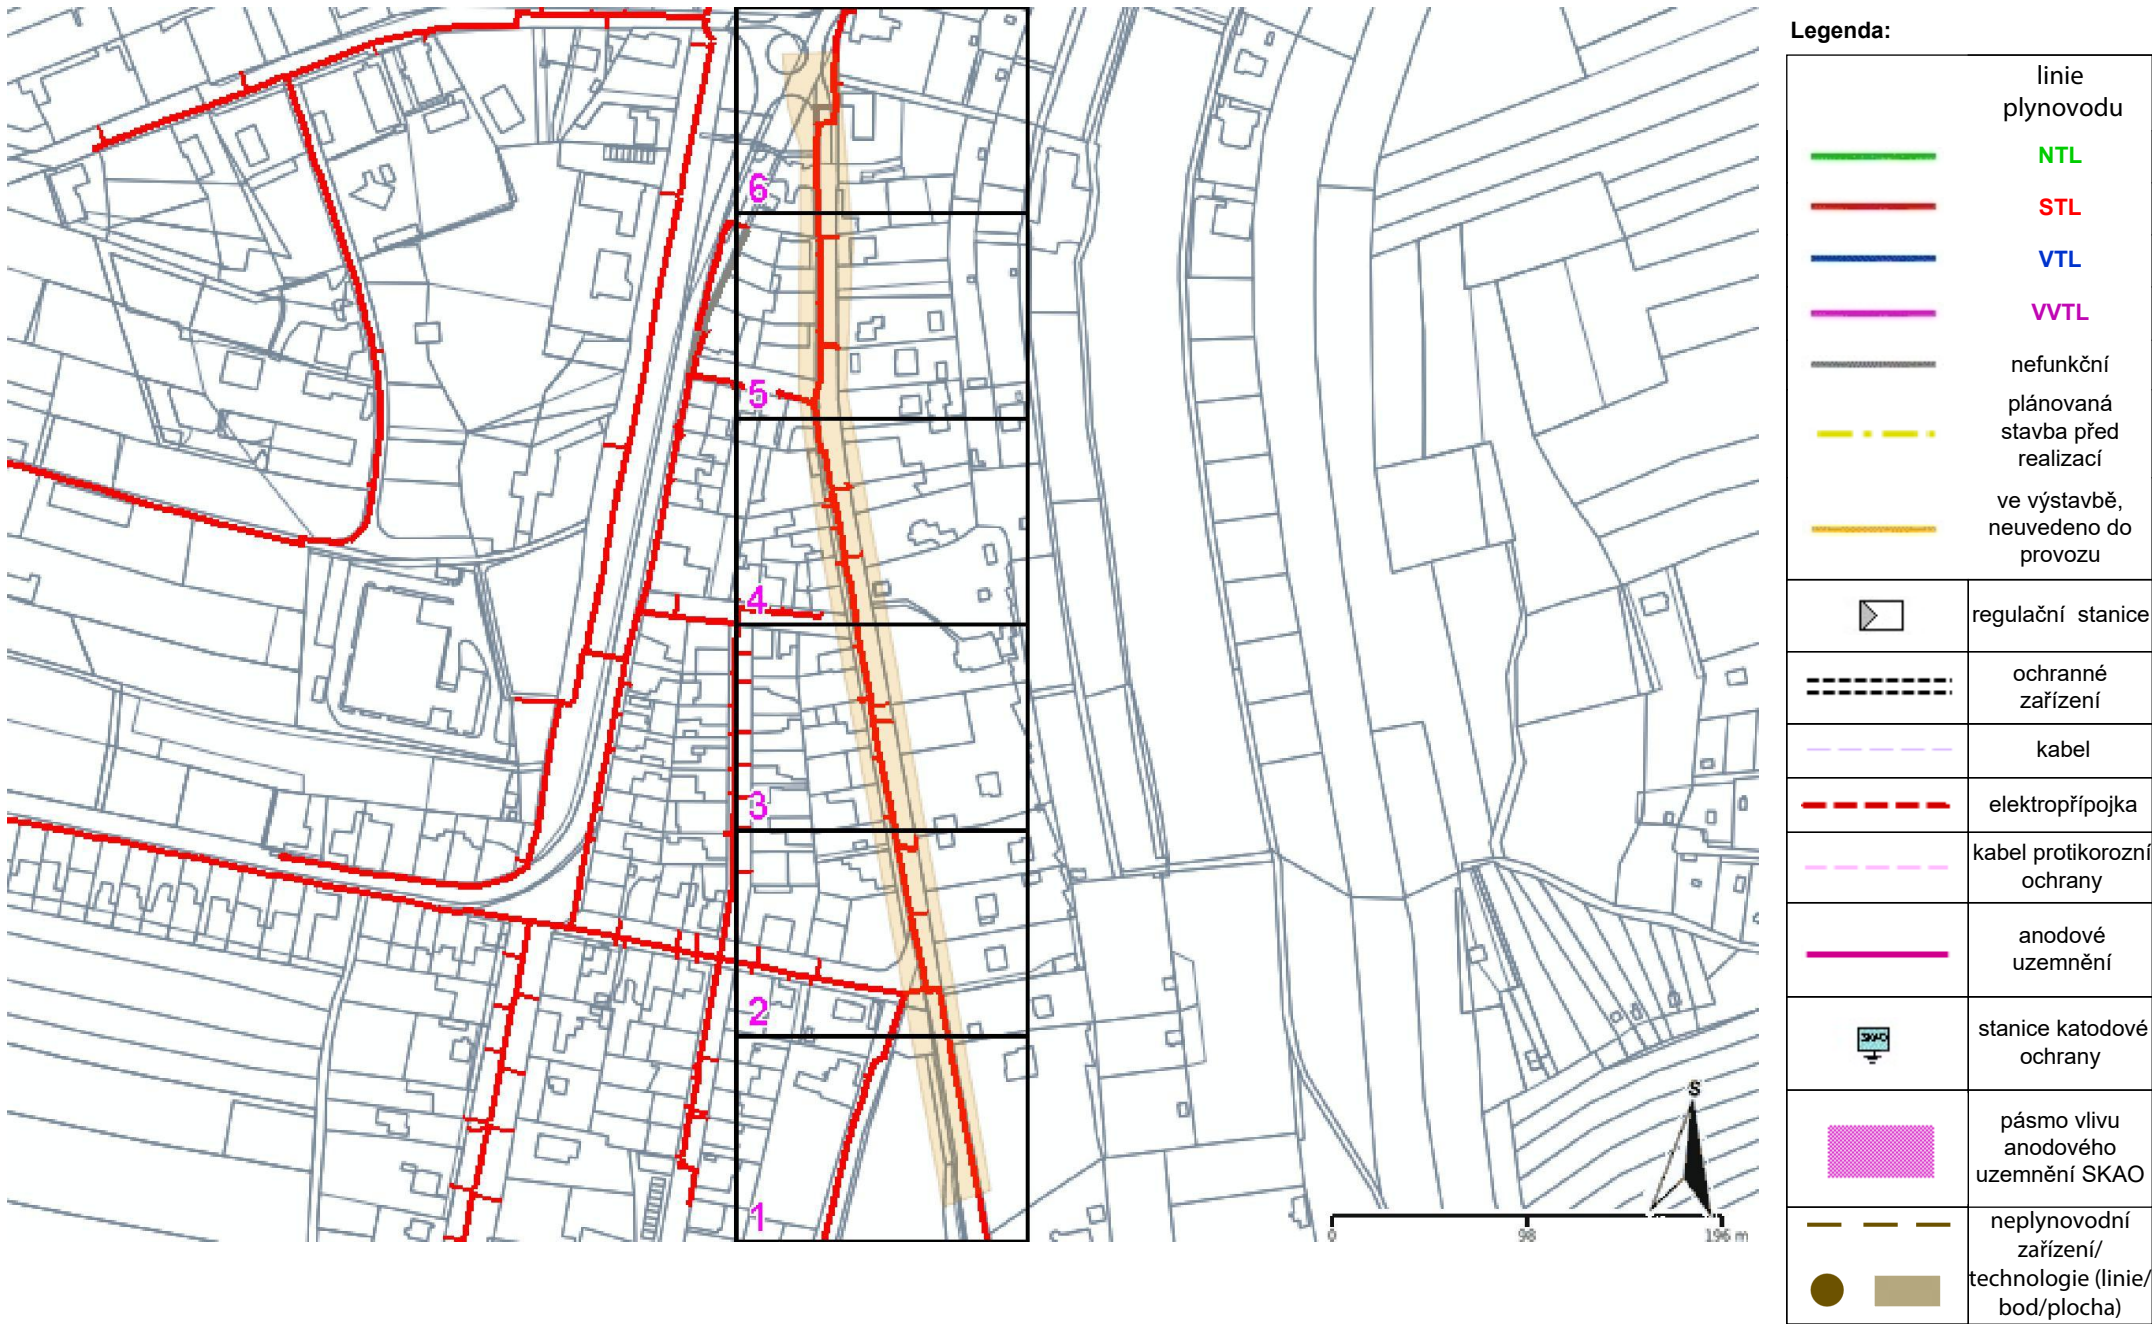 Legenda:
linie
plynovodu
NTL
STL
VTL
VVTL
nefunkční
plánovaná
stavba před
realizací
ve výstavbě,
neuvedeno do
provozu
regulační stanice
ochranné
zařízení
kabel
elektropřípojka
kabel protikorozní
ochrany
anodové
uzemnění
SKAO
stanice katodové
ochrany
pásmo vlivu
anodového
uzemnění SKAO
neplynovodní
zařízení/
technologie (linie/
bod/plocha)
6
5
4
3
2
1
S
0 98 196 m